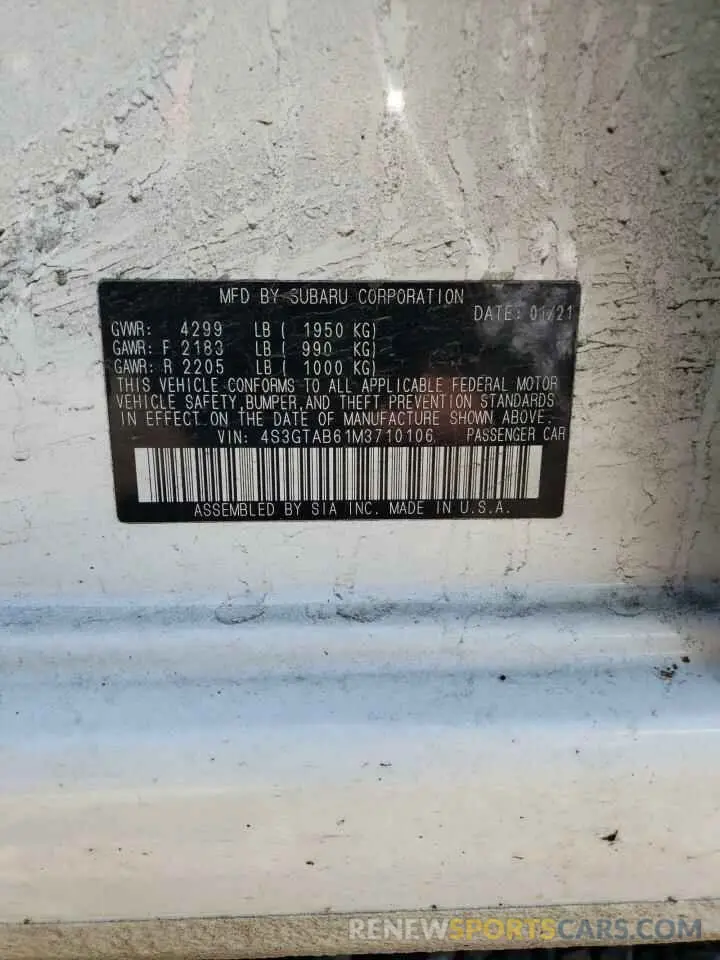 MFD BY SUBARU CORPORATION
DATE: 01/21
GVWR: 4299 LB ( 1950 KG)
GAWR: F 2183 LB ( 990 KG)
GAWR: R 2205 LB ( 1000 KG)
THIS VEHICLE CONFORMS TO ALL APPLICABLE FEDERAL MOTOR
VEHICLE SAFETY,BUMPER,AND THEFT PREVENTION STANDARDS
IN EFFECT ON THE DATE OF MANUFACTURE SHOWN ABOVE.
VIN: 4S3GTAB61M3710106 PASSENGER CAR
ASSEMBLED BY SIA INC. MADE IN U.S.A.
RENEWSPORTSCARS.COM